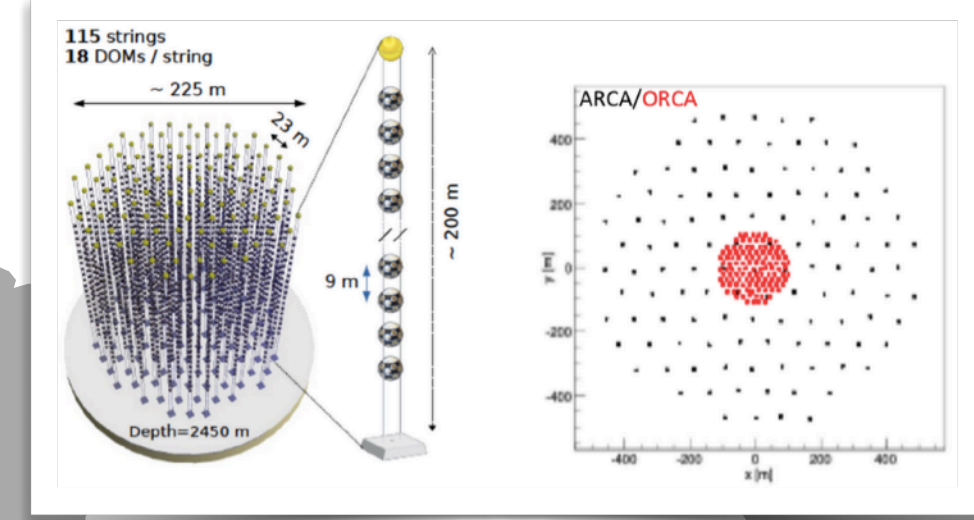 115 strings
18 DOMs / string
~ 225 m
23 m
9 m
~ 200 m
Depth=2450 m
ARCA/ORCA
y [m]
400
200
0
-200
-400
-400 -200 0 200 400
x [m]